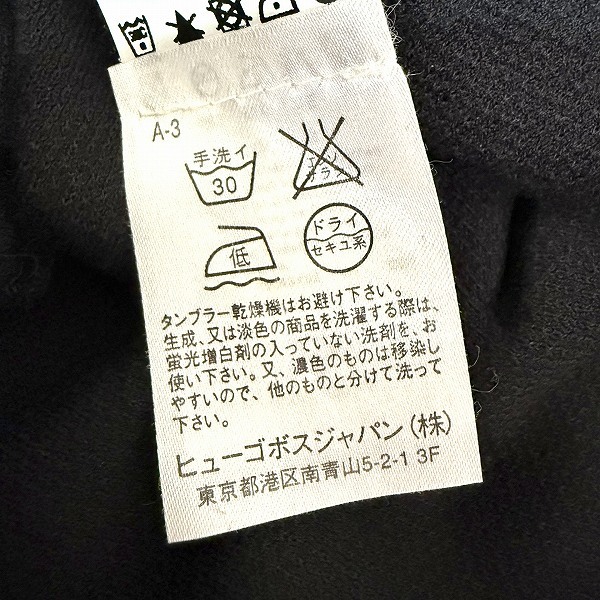 A-3
手洗イ
30
エンソ
サラシ
低
ドライ
セキユ系
タンブラー乾燥機はお避け下さい。
生成、又は淡色の商品を洗濯する際は、
蛍光増白剤の入っていない洗剤を、お
使い下さい。又、濃色のものは移染し
やすいので、他のものと分けて洗って
下さい。
ヒューゴボスジャパン(株)
東京都港区南青山5-2-1 3F